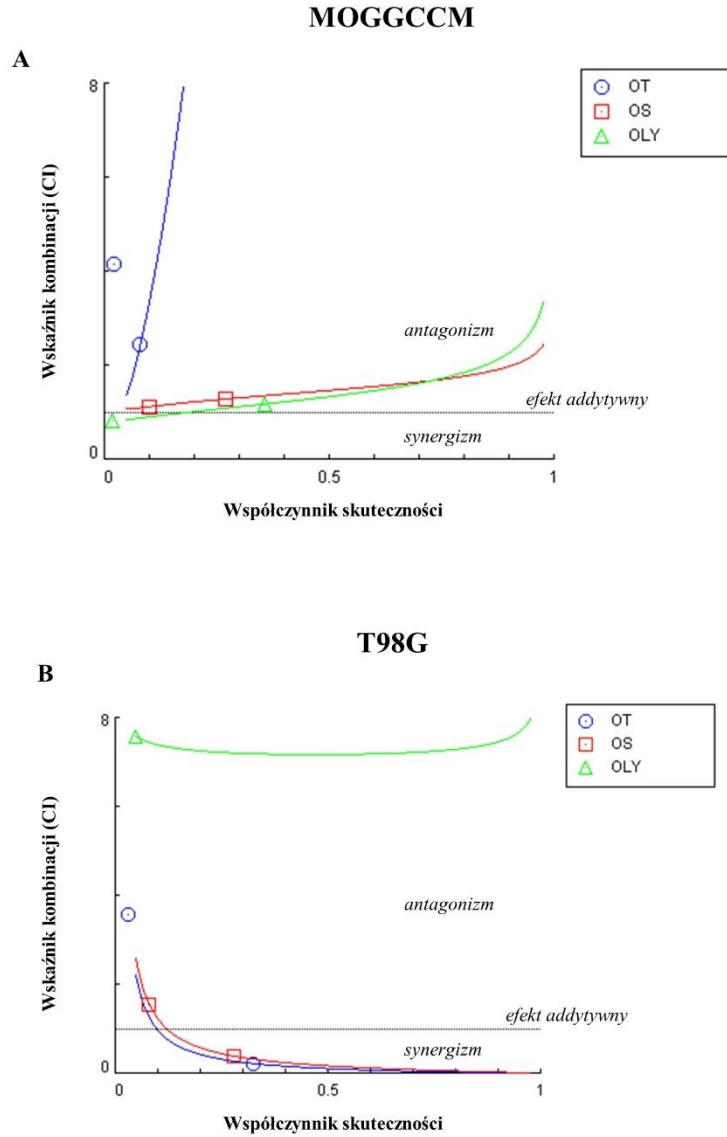 MOGGCCM
A
8
OT
OS
OLY
Wskaźnik kombinacji (CI)
antagonizm
efekt addytywny
synergizm
0
0 0.5 1
Współczynnik skuteczności
T98G
B
8
OT
OS
OLY
Wskaźnik kombinacji (CI)
antagonizm
efekt addytywny
synergizm
0
0 0.5 1
Współczynnik skuteczności